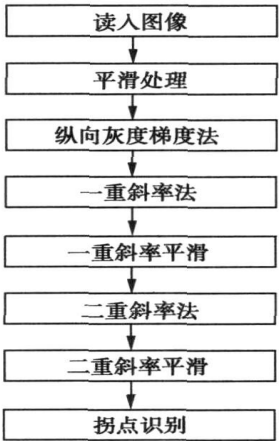 读入图像
平滑处理
纵向灰度梯度法
一重斜率法
一重斜率平滑
二重斜率法
二重斜率平滑
拐点识别